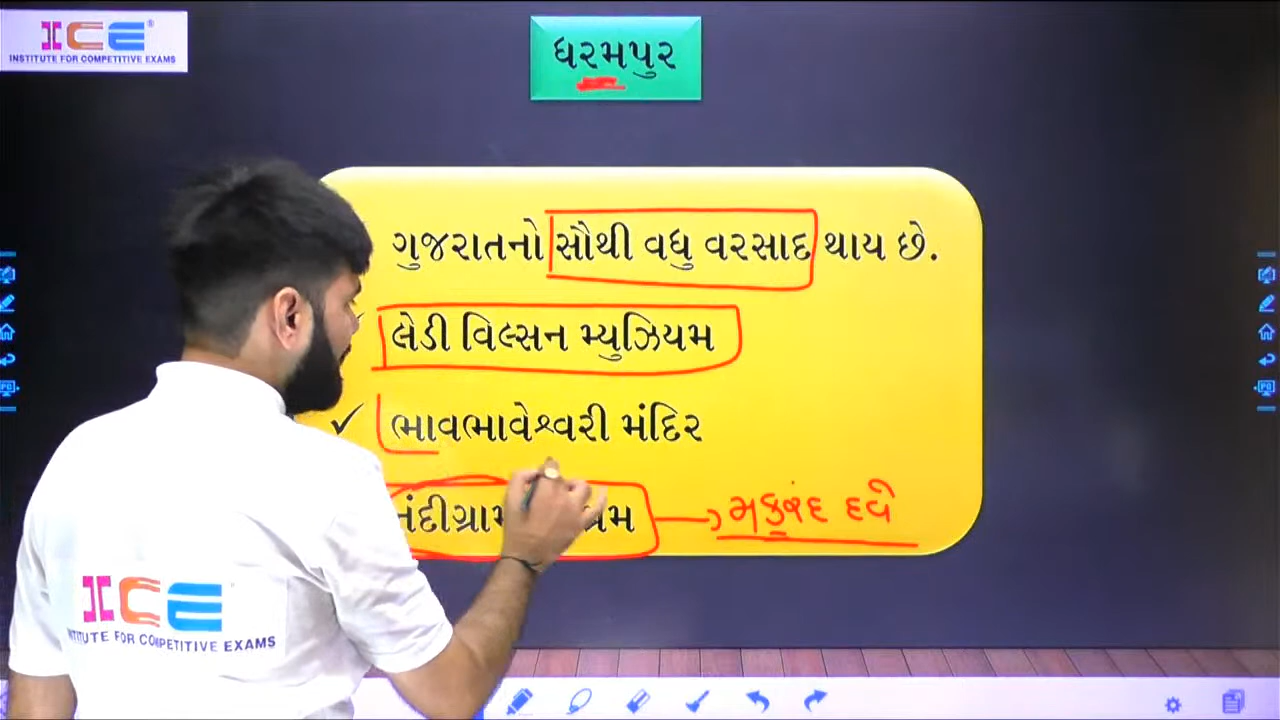 ICE
INSTITUTE FOR COMPETITIVE EXAMS
ધરમપુર
ગુજરાતનો સૌથી વધુ વરસાદ થાય છે.
લેડી વિલ્સન મ્યુઝિયમ
ભાવભાવેશ્વરી મંદિર
નંદીગ્રામ → મકરંદ દવે
ICE
INSTITUTE FOR COMPETITIVE EXAMS